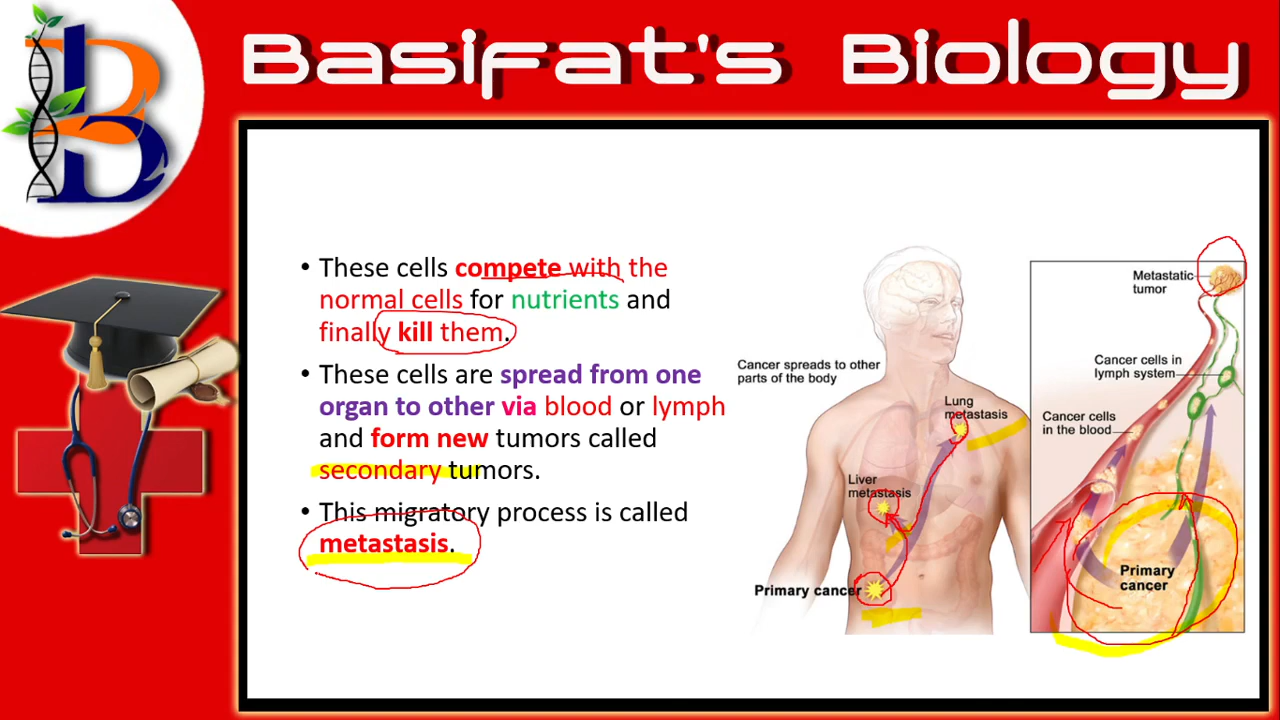 Basifat's Biology
• These cells compete with the
normal cells for nutrients and
finally kill them.
• These cells are spread from one
organ to other via blood or lymph
and form new tumors called
secondary tumors.
• This migratory process is called
metastasis.
Cancer spreads to other
parts of the body
Lung
metastasis
Liver
metastasis
Primary cancer
Metastatic
tumor
Cancer cells in
lymph system
Cancer cells
in the blood
Primary
cancer